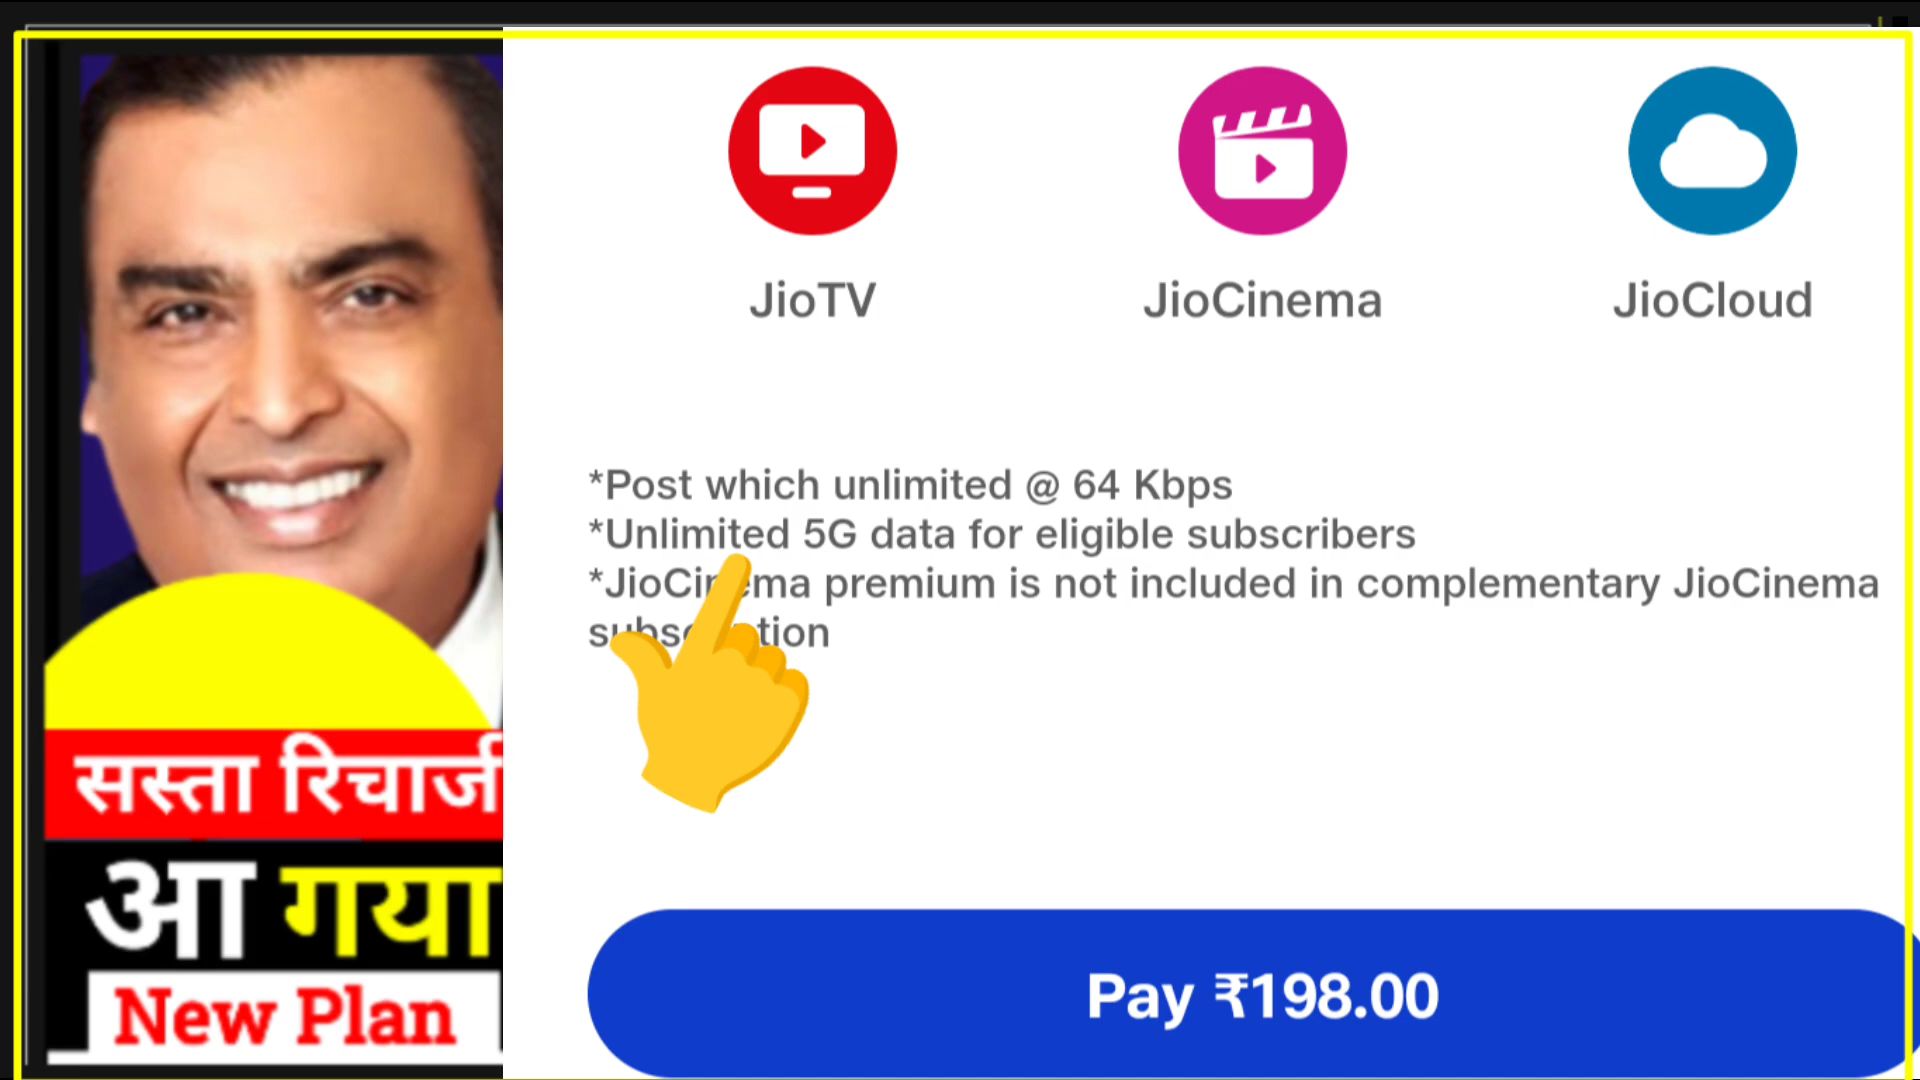 JioTV
JioCinema
JioCloud
*Post which unlimited @ 64 Kbps
*Unlimited 5G data for eligible subscribers
*JioCinema premium is not included in complementary JioCinema
subscription
Pay ₹198.00
सस्ता रिचार्ज
आ गया
New Plan